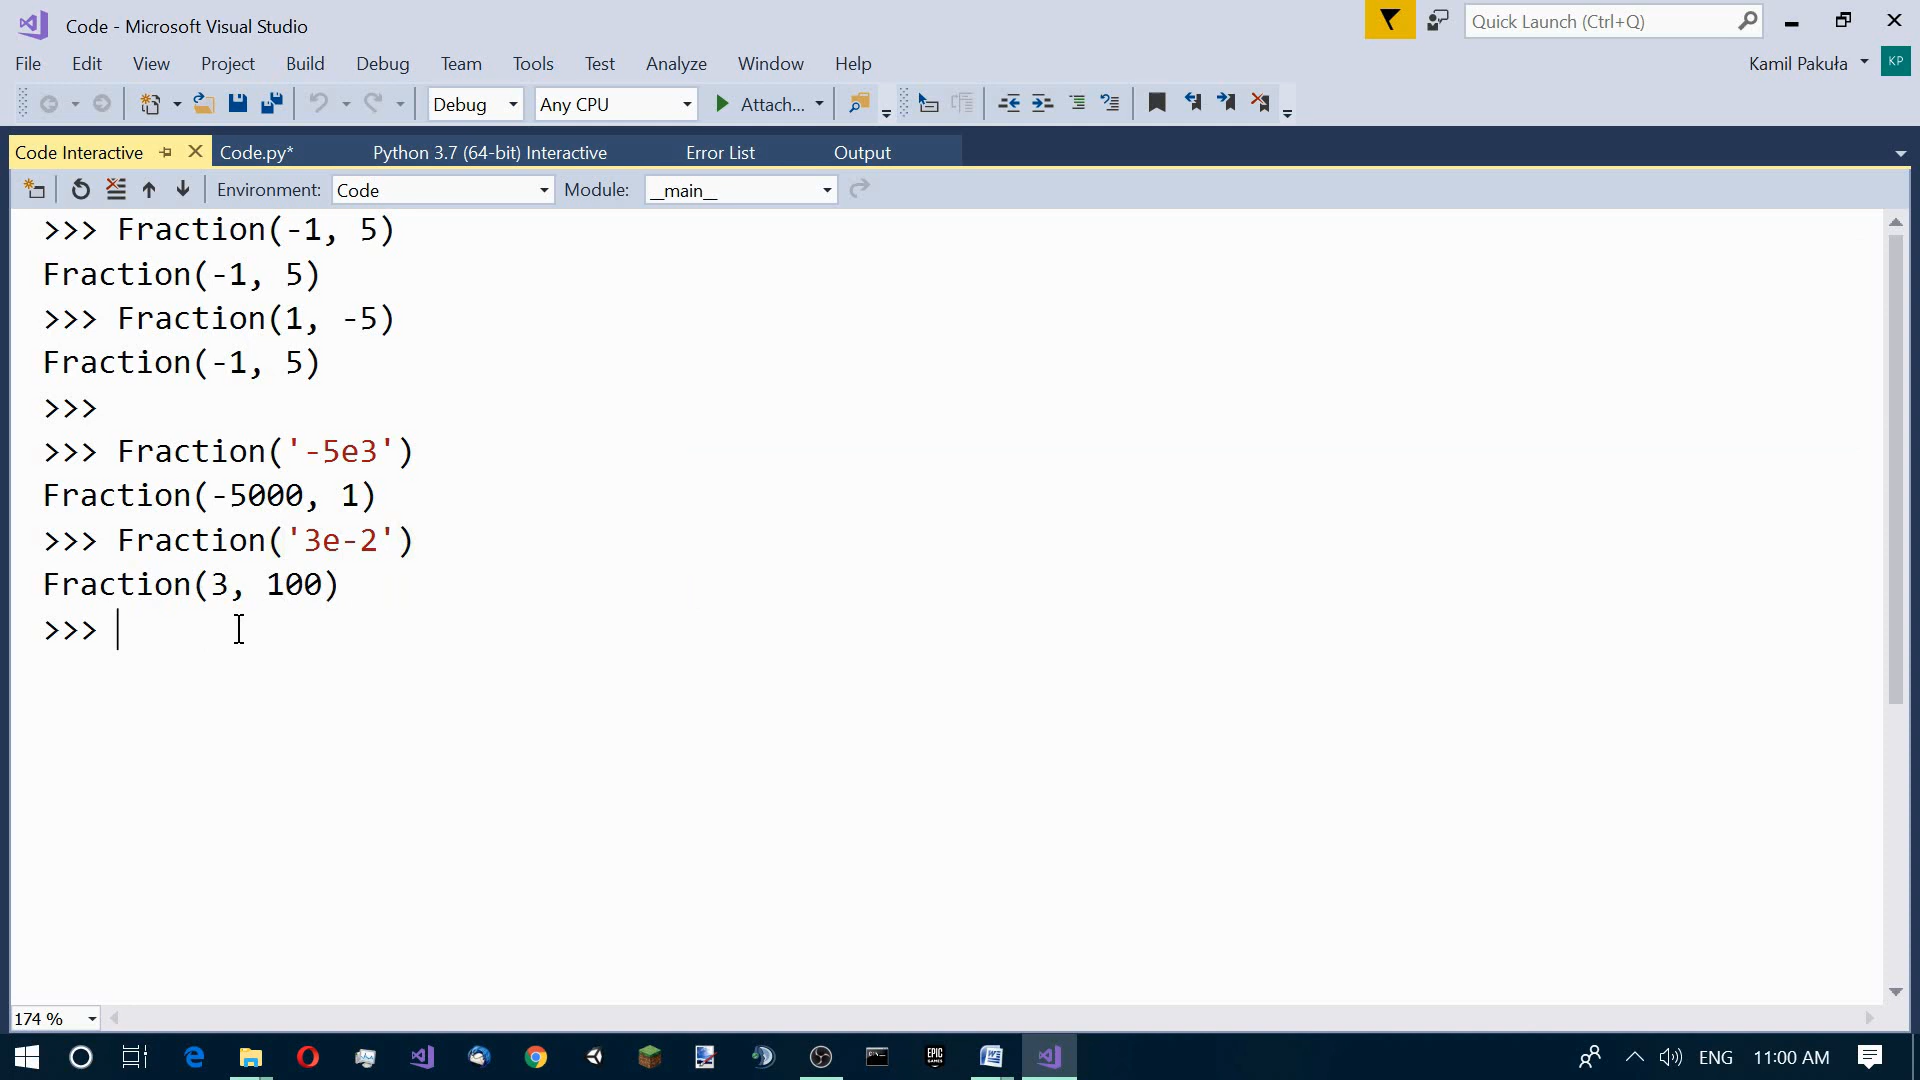 Code - Microsoft Visual Studio
Quick Launch (Ctrl+Q)
File Edit View Project Build Debug Team Tools Test Analyze Window Help
Kamil Pakuła KP
Debug Any CPU Attach...
Code Interactive Code.py* Python 3.7 (64-bit) Interactive Error List Output
Environment: Code Module: __main__
>>> Fraction(-1, 5)
Fraction(-1, 5)
>>> Fraction(1, -5)
Fraction(-1, 5)
>>>
>>> Fraction('-5e3')
Fraction(-5000, 1)
>>> Fraction('3e-2')
Fraction(3, 100)
>>>
174 %
EPIC GAMES
ENG 11:00 AM